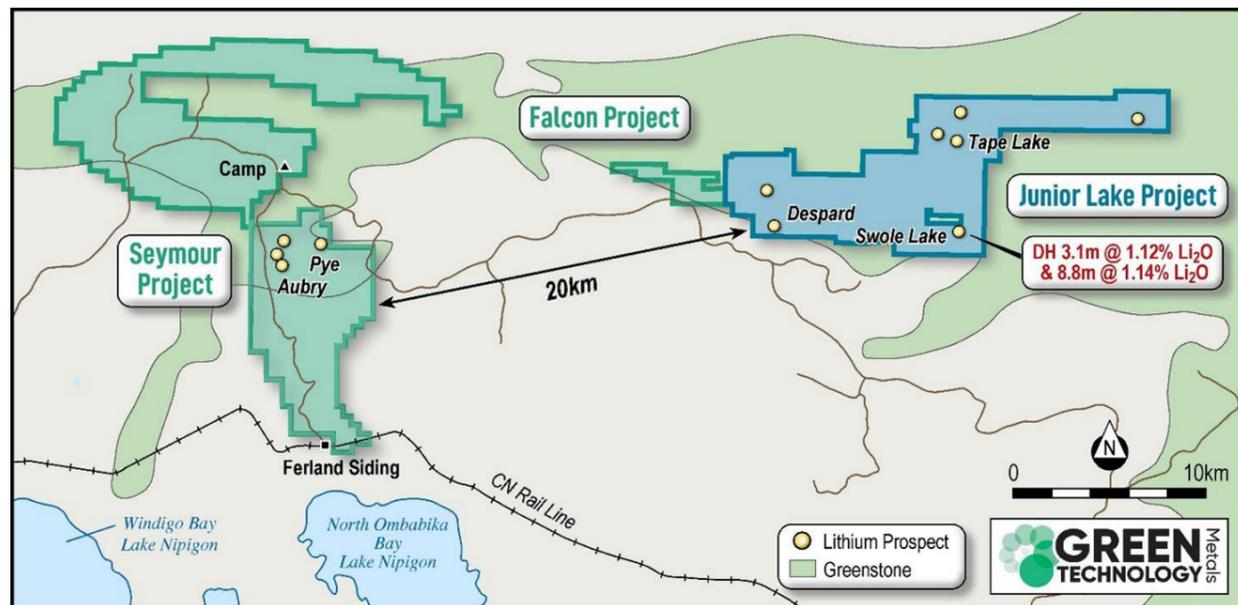 Falcon Project
Tape Lake
Camp
Junior Lake Project
Despard
Swole Lake
Seymour
Project
Pye
Aubry
DH 3.1m @ 1.12% Li₂O
& 8.8m @ 1.14% Li₂O
20km
N
Ferland Siding
0 10km
CN Rail Line
Windigo Bay
Lake Nipigon
North Ombabika
Bay
Lake Nipigon
Lithium Prospect
Greenstone
GREEN
TECHNOLOGY
Metals